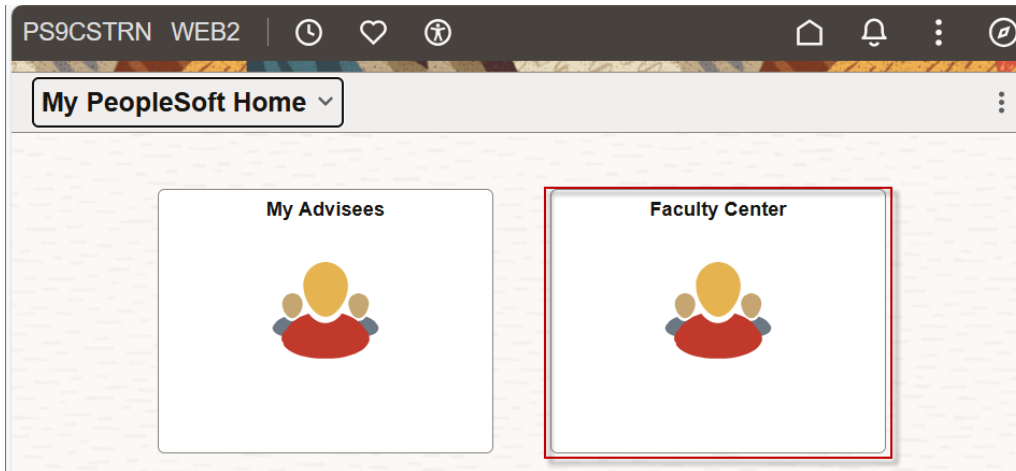 PS9CSTRN WEB2
My PeopleSoft Home
My Advisees
Faculty Center